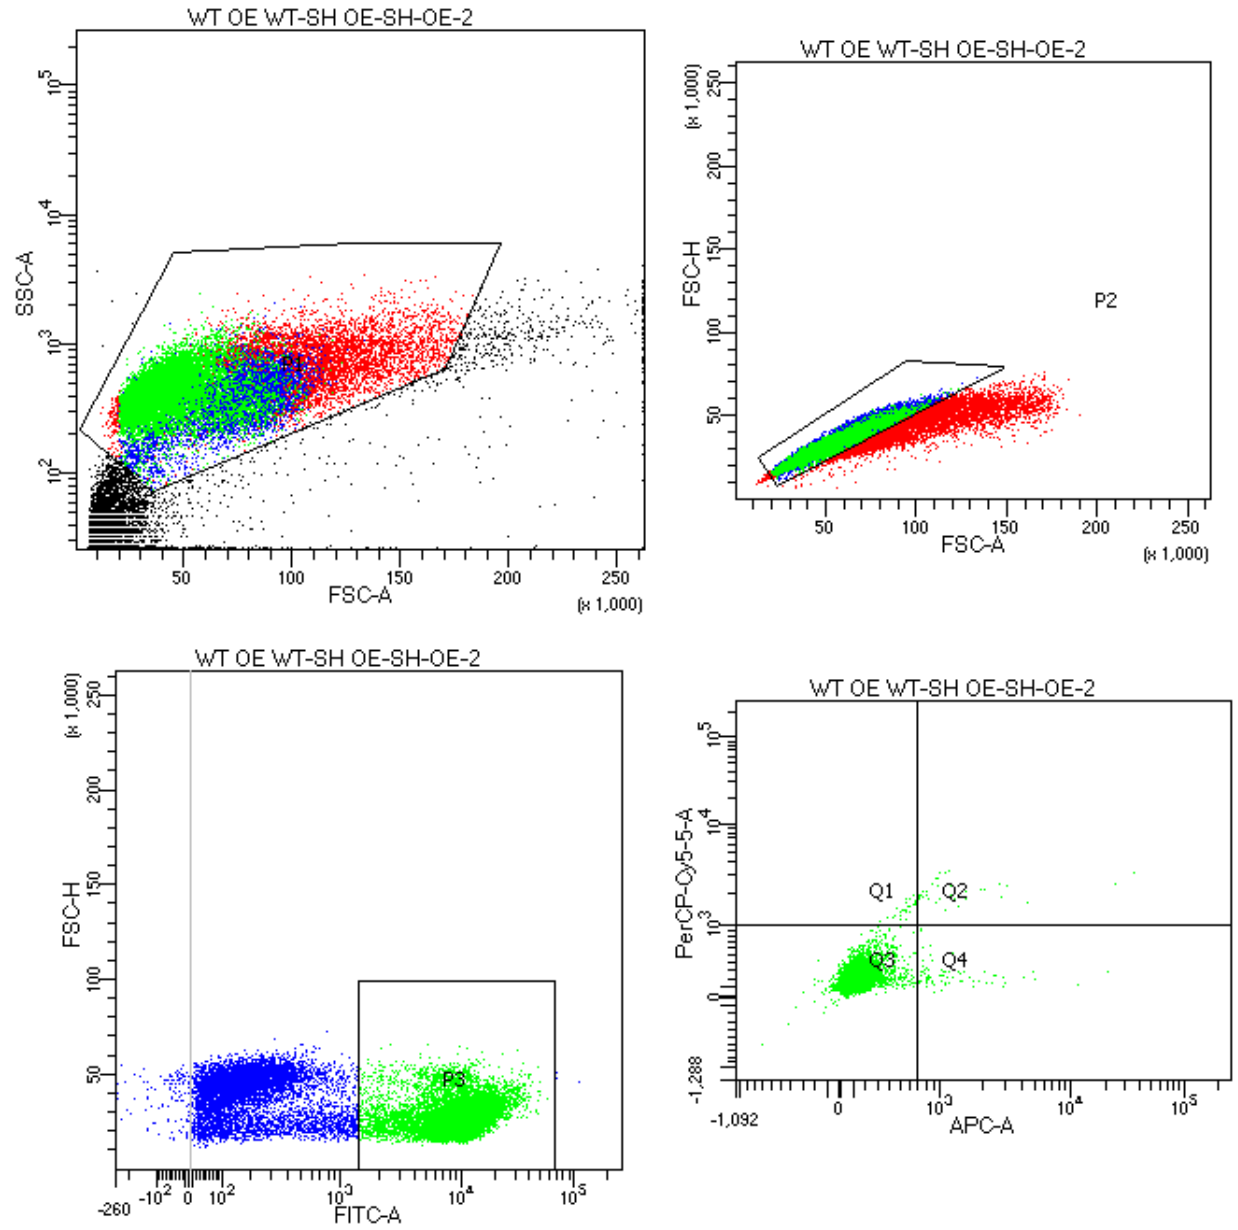 WT OE WT-SH OE-SH-OE-2
SSC-A
10^5
10^4
10^3
10^2
50 100 150 200 250
FSC-A
(x 1,000)
WT OE WT-SH OE-SH-OE-2
(x 1,000)
FSC-H
250
200
150
100
50
P2
50 100 150 200 250
FSC-A
(x 1,000)
WT OE WT-SH OE-SH-OE-2
(x 1,000)
FSC-H
250
200
150
100
50
P3
-260 -10^2 0 10^2 10^3 10^4 10^5
FITC-A
WT OE WT-SH OE-SH-OE-2
PerCP-Cy5-5-A
10^5
10^4
10^3
0
-1,288
Q1 Q2
Q3 Q4
-1,092 0 10^3 10^4 10^5
APC-A